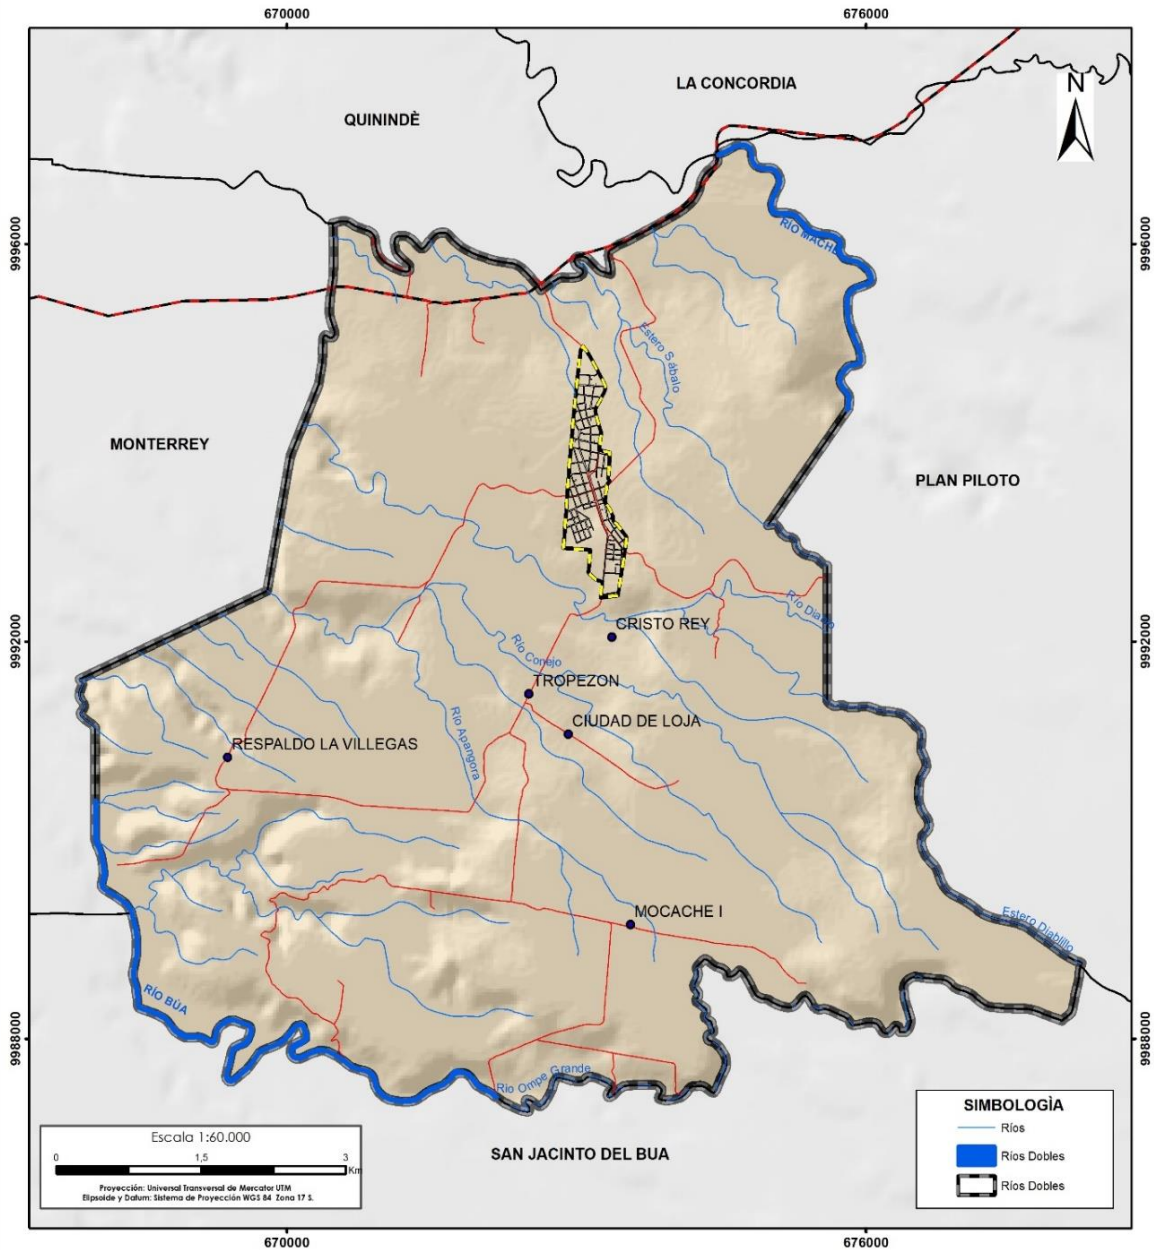 670000
676000
LA CONCORDIA
N
QUININDÈ
9996000
9996000
RÍO MACHE
Estero Sábalo
MONTERREY
PLAN PILOTO
Río Diablo
CRISTO REY
9992000
9992000
Río Conejo
TROPEZON
Río Apangora
CIUDAD DE LOJA
RESPALDO LA VILLEGAS
MOCACHE I
Estero Diablillo
RÍO BÚA
9988000
9988000
Río Ompe Grande
SIMBOLOGÌA
Ríos
Ríos Dobles
Ríos Dobles
Escala 1:60.000
0
1,5
3
Km
Proyección: Universal Transversal de Mercator UTM
Elipsoide y Datum: Sistema de Proyección WGS 84 Zona 17 S.
SAN JACINTO DEL BUA
670000
676000